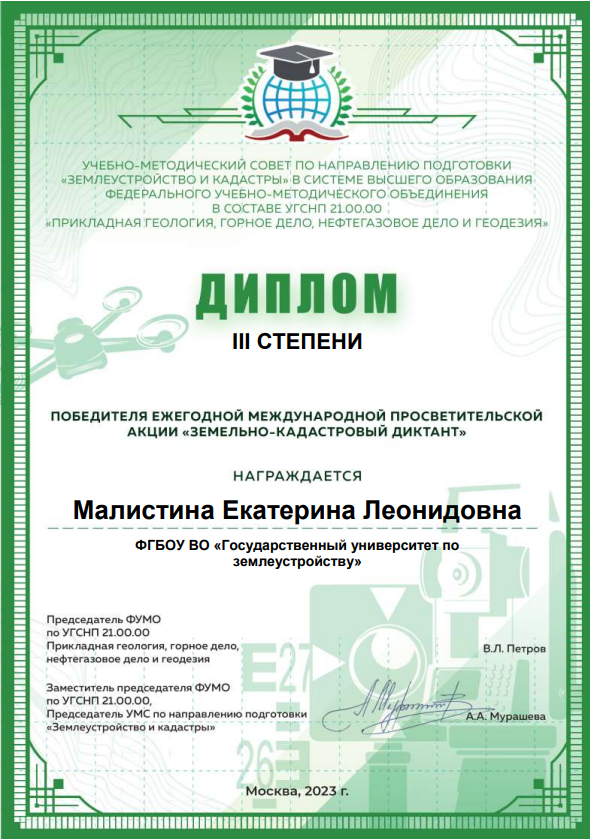 УЧЕБНО-МЕТОДИЧЕСКИЙ СОВЕТ ПО НАПРАВЛЕНИЮ ПОДГОТОВКИ
«ЗЕМЛЕУСТРОЙСТВО И КАДАСТРЫ» В СИСТЕМЕ ВЫСШЕГО ОБРАЗОВАНИЯ
ФЕДЕРАЛЬНОГО УЧЕБНО-МЕТОДИЧЕСКОГО ОБЪЕДИНЕНИЯ
В СОСТАВЕ УГСНП 21.00.00
«ПРИКЛАДНАЯ ГЕОЛОГИЯ, ГОРНОЕ ДЕЛО, НЕФТЕГАЗОВОЕ ДЕЛО И ГЕОДЕЗИЯ»
ДИПЛОМ
III СТЕПЕНИ
ПОБЕДИТЕЛЯ ЕЖЕГОДНОЙ МЕЖДУНАРОДНОЙ ПРОСВЕТИТЕЛЬСКОЙ
АКЦИИ «ЗЕМЕЛЬНО-КАДАСТРОВЫЙ ДИКТАНТ»
НАГРАЖДАЕТСЯ
Малистина Екатерина Леонидовна
ФГБОУ ВО «Государственный университет по
землеустройству»
Председатель ФУМО
по УГСНП 21.00.00
Прикладная геология, горное дело,
нефтегазовое дело и геодезия
В.Л. Петров
Заместитель председателя ФУМО
по УГСНП 21.00.00,
Председатель УМС по направлению подготовки
«Землеустройство и кадастры»
А.А. Мурашева
27
26
Москва, 2023 г.